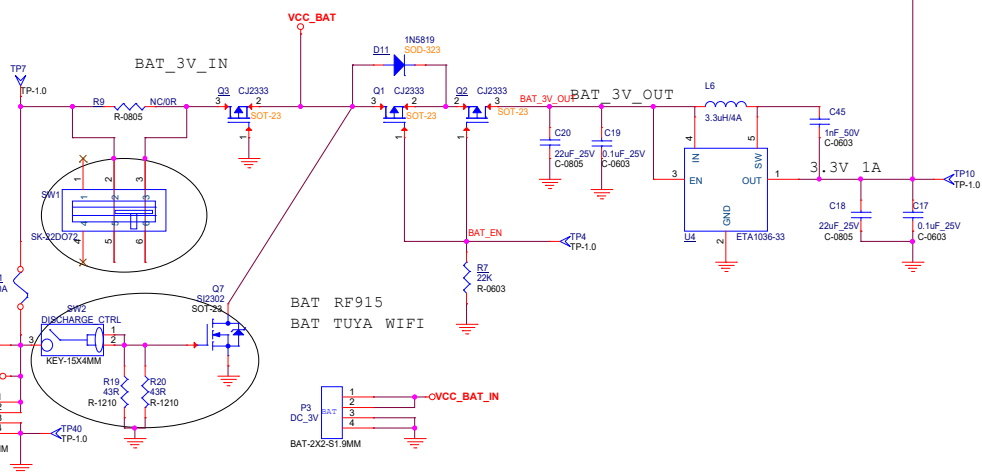 VCC_BAT
1N5819
D11
SOD-323
BAT_3V_IN
TP7
TP-1.0
R9
NC/0R
R-0805
Q3
CJ2333
3
2
1
SOT-23
Q1
CJ2333
3
2
1
SOT-23
Q2
CJ2333
2
3
1
SOT-23
BAT_3V_OUT
BAT_3V_OUT
L6
3.3uH/4A
C45
1nF_50V
C-0603
C20
22uF_25V
C-0805
C19
0.1uF_25V
C-0603
4
5
IN
SW
3
EN
OUT
1
GND
2
U4
ETA1036-33
3.3V 1A
TP10
TP-1.0
C18
22uF_25V
C-0805
C17
0.1uF_25V
C-0603
SW1
1
2
3
1
2
3
4
5
6
4
5
6
SK-22DO72
BAT_EN
TP4
TP-1.0
R7
22K
R-0603
Q7
SI2302
SOT-23
BAT RF915
BAT TUYA WIFI
SW2
DISCHARGE_CTRL
3
1
2
KEY-15X4MM
R19
43R
R-1210
R20
43R
R-1210
TP40
TP-1.0
P3
DC_3V
BAT
1
2
3
4
VCC_BAT_IN
BAT-2X2-S1.9MM